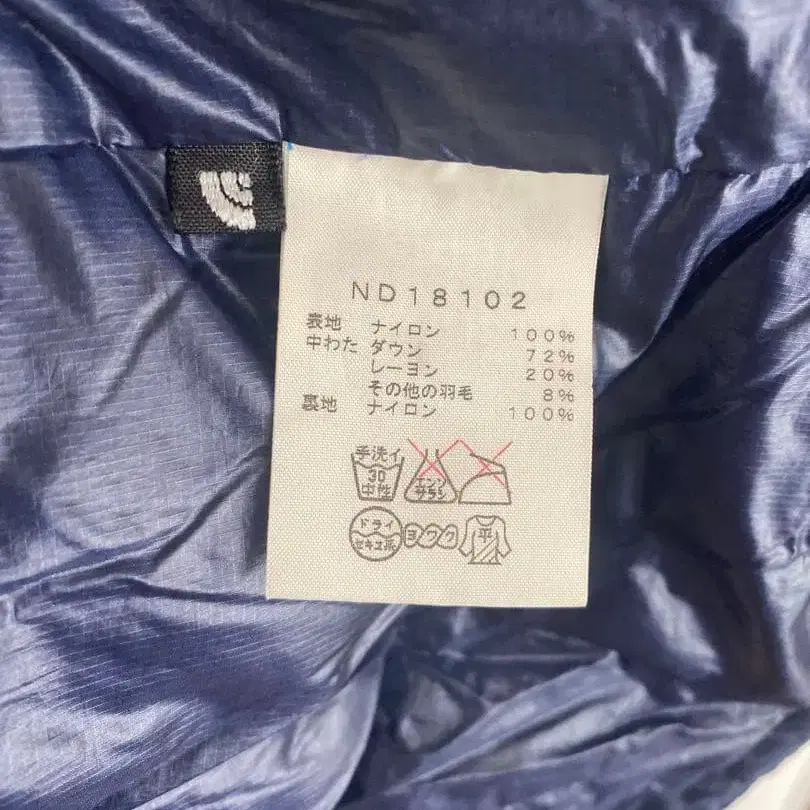 ND18102
表地 ナイロン 100%
中わた ダウン 72%
レーヨン 20%
その他の羽毛 8%
裏地 ナイロン 100%
手洗イ
30
中性
エンソ
サラシ
ドライ
セキユ系
ヨワク
平